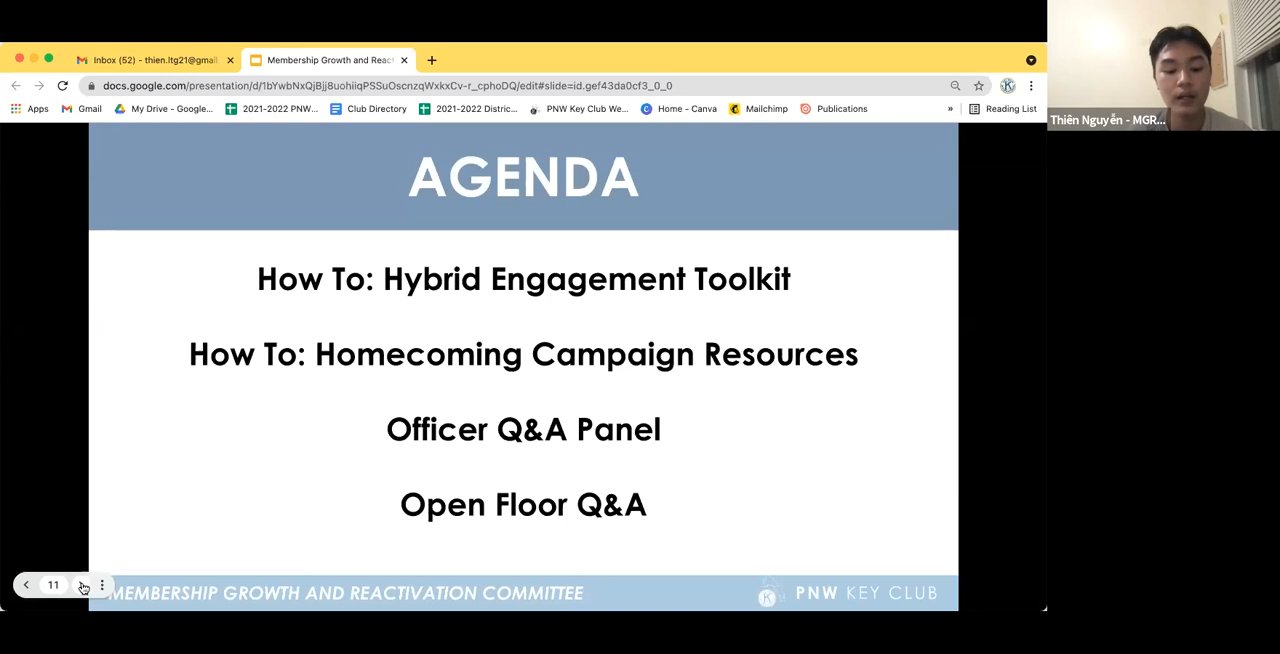 Inbox (52) - thien.ltg21@gmail
Membership Growth and Reac
docs.google.com/presentation/d/1bYwbNxQjBJj8uohiiqPSSuOscnzqWxkxCv-r_cphoDQ/edit#slide=id.gef43da0cf3_0_0
Apps Gmail My Drive - Google... 2021-2022 PNW... Club Directory 2021-2022 Distric... PNW Key Club We... Home - Canva Mailchimp Publications » Reading List
Thiên Nguyễn - MGR...
AGENDA
How To: Hybrid Engagement Toolkit
How To: Homecoming Campaign Resources
Officer Q&A Panel
Open Floor Q&A
11
MEMBERSHIP GROWTH AND REACTIVATION COMMITTEE
K PNW KEY CLUB